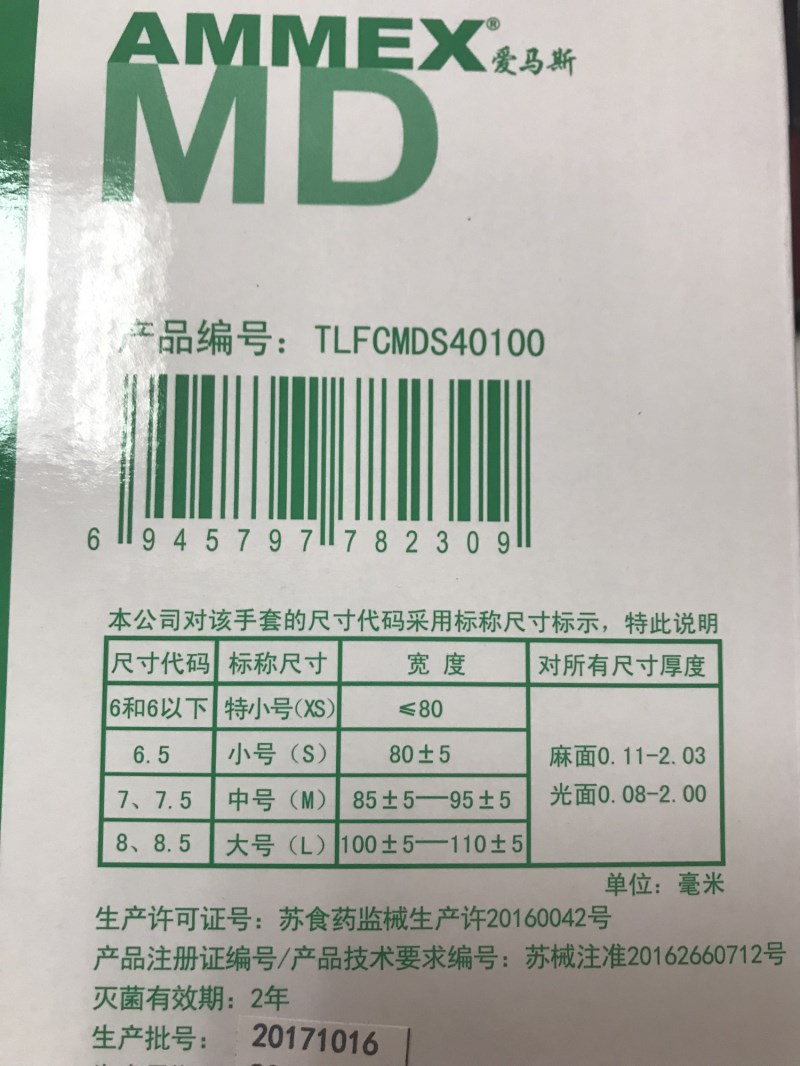 AMMEX® 爱马斯
MD
产品编号：TLFCMDS40100
6 945797 782309
本公司对该手套的尺寸代码采用标称尺寸标示，特此说明
尺寸代码 标称尺寸 宽 度 对所有尺寸厚度
6和6以下 特小号(XS) ≤80
6.5 小号（S） 80±5
麻面0.11-2.03
7、7.5 中号（M） 85±5—95±5
光面0.08-2.00
8、8.5 大号（L） 100±5—110±5
单位：毫米
生产许可证号：苏食药监械生产许20160042号
产品注册证编号/产品技术要求编号：苏械注准20162660712号
灭菌有效期：2年
生产批号：20171016